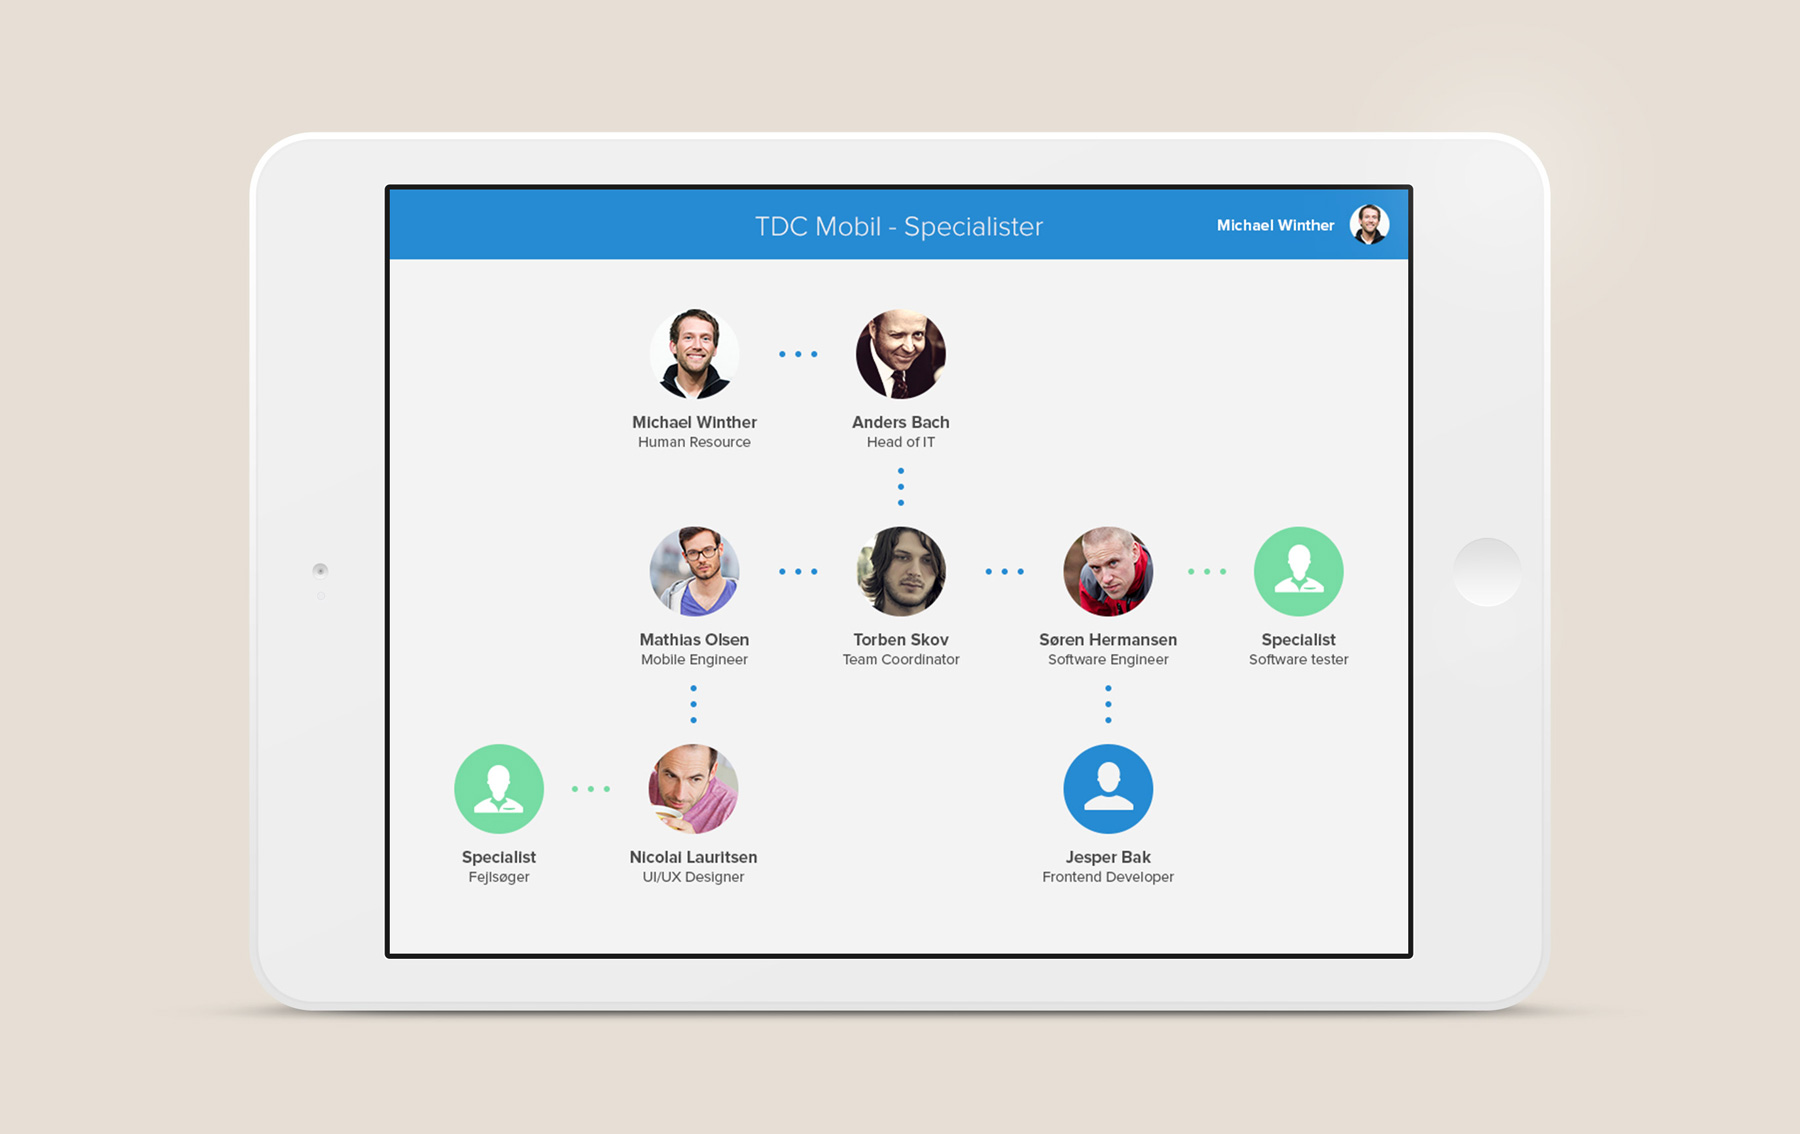 TDC Mobil - Specialister
Michael Winther
Michael Winther
Human Resource
Anders Bach
Head of IT
Mathias Olsen
Mobile Engineer
Torben Skov
Team Coordinator
Søren Hermansen
Software Engineer
Specialist
Software tester
Specialist
Fejlsøger
Nicolai Lauritsen
UI/UX Designer
Jesper Bak
Frontend Developer